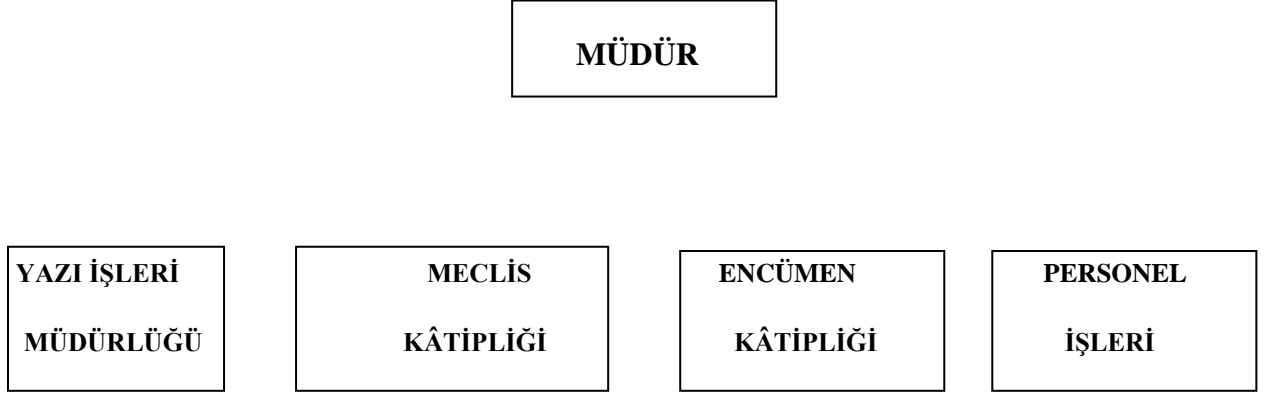 MÜDÜR
YAZI İŞLERİ
MÜDÜRLÜĞÜ
MECLİS
KÂTİPLİĞİ
ENCÜMEN
KÂTİPLİĞİ
PERSONEL
İŞLERİ